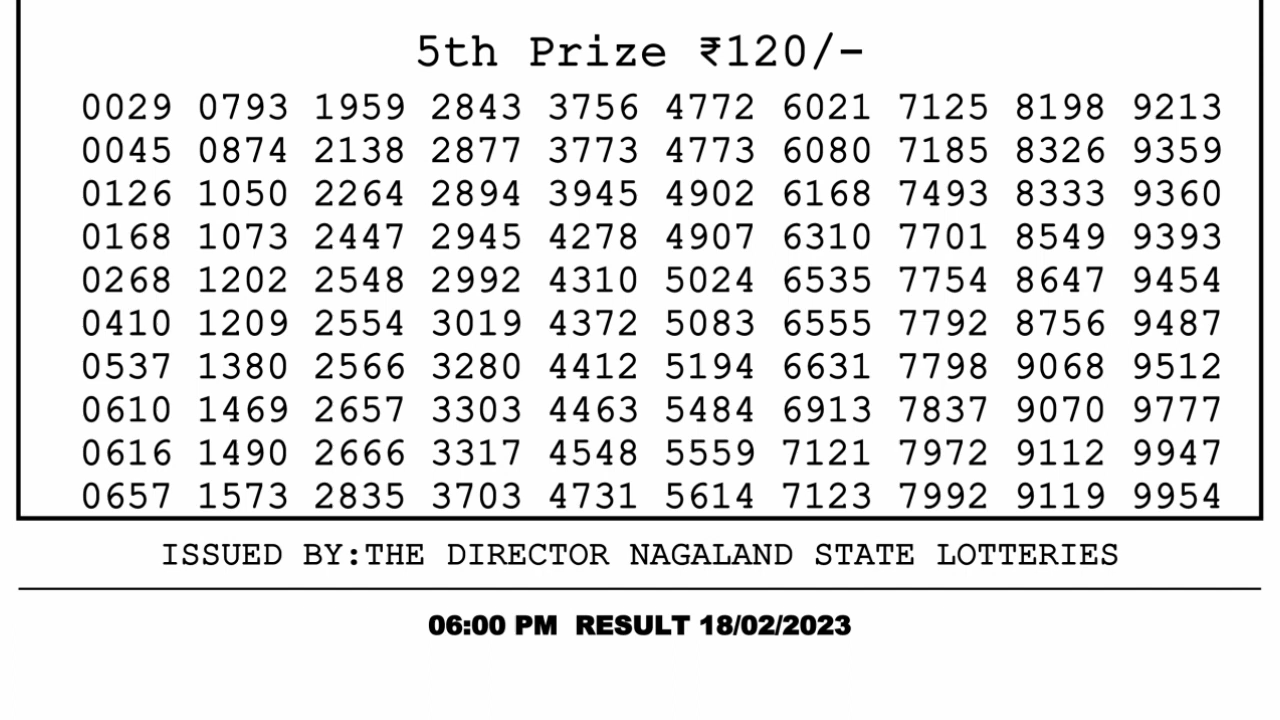 5th Prize ₹120/-
0029 0793 1959 2843 3756 4772 6021 7125 8198 9213
0045 0874 2138 2877 3773 4773 6080 7185 8326 9359
0126 1050 2264 2894 3945 4902 6168 7493 8333 9360
0168 1073 2447 2945 4278 4907 6310 7701 8549 9393
0268 1202 2548 2992 4310 5024 6535 7754 8647 9454
0410 1209 2554 3019 4372 5083 6555 7792 8756 9487
0537 1380 2566 3280 4412 5194 6631 7798 9068 9512
0610 1469 2657 3303 4463 5484 6913 7837 9070 9777
0616 1490 2666 3317 4548 5559 7121 7972 9112 9947
0657 1573 2835 3703 4731 5614 7123 7992 9119 9954
ISSUED BY:THE DIRECTOR NAGALAND STATE LOTTERIES
06:00 PM RESULT 18/02/2023